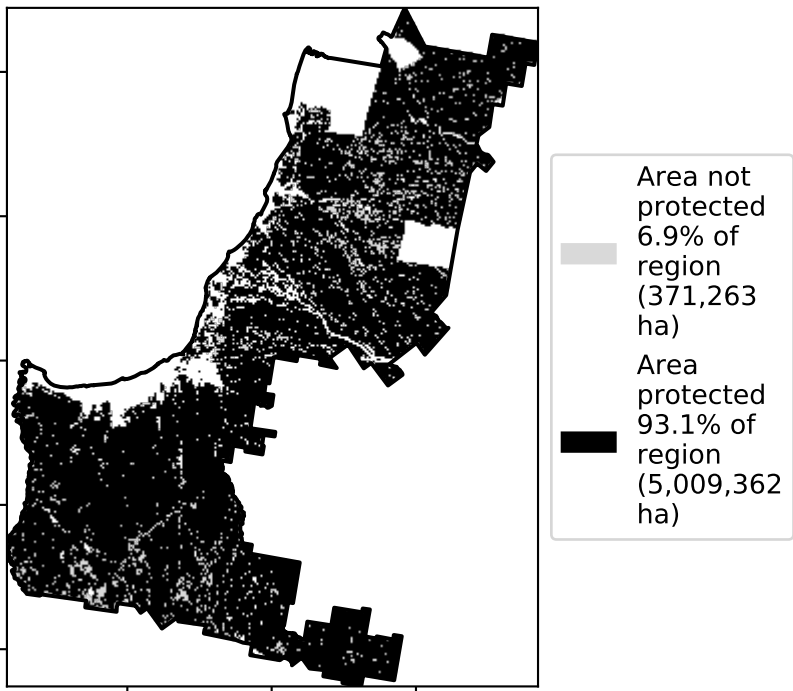 Area not
protected
6.9% of
region
(371,263
ha)
Area
protected
93.1% of
region
(5,009,362
ha)